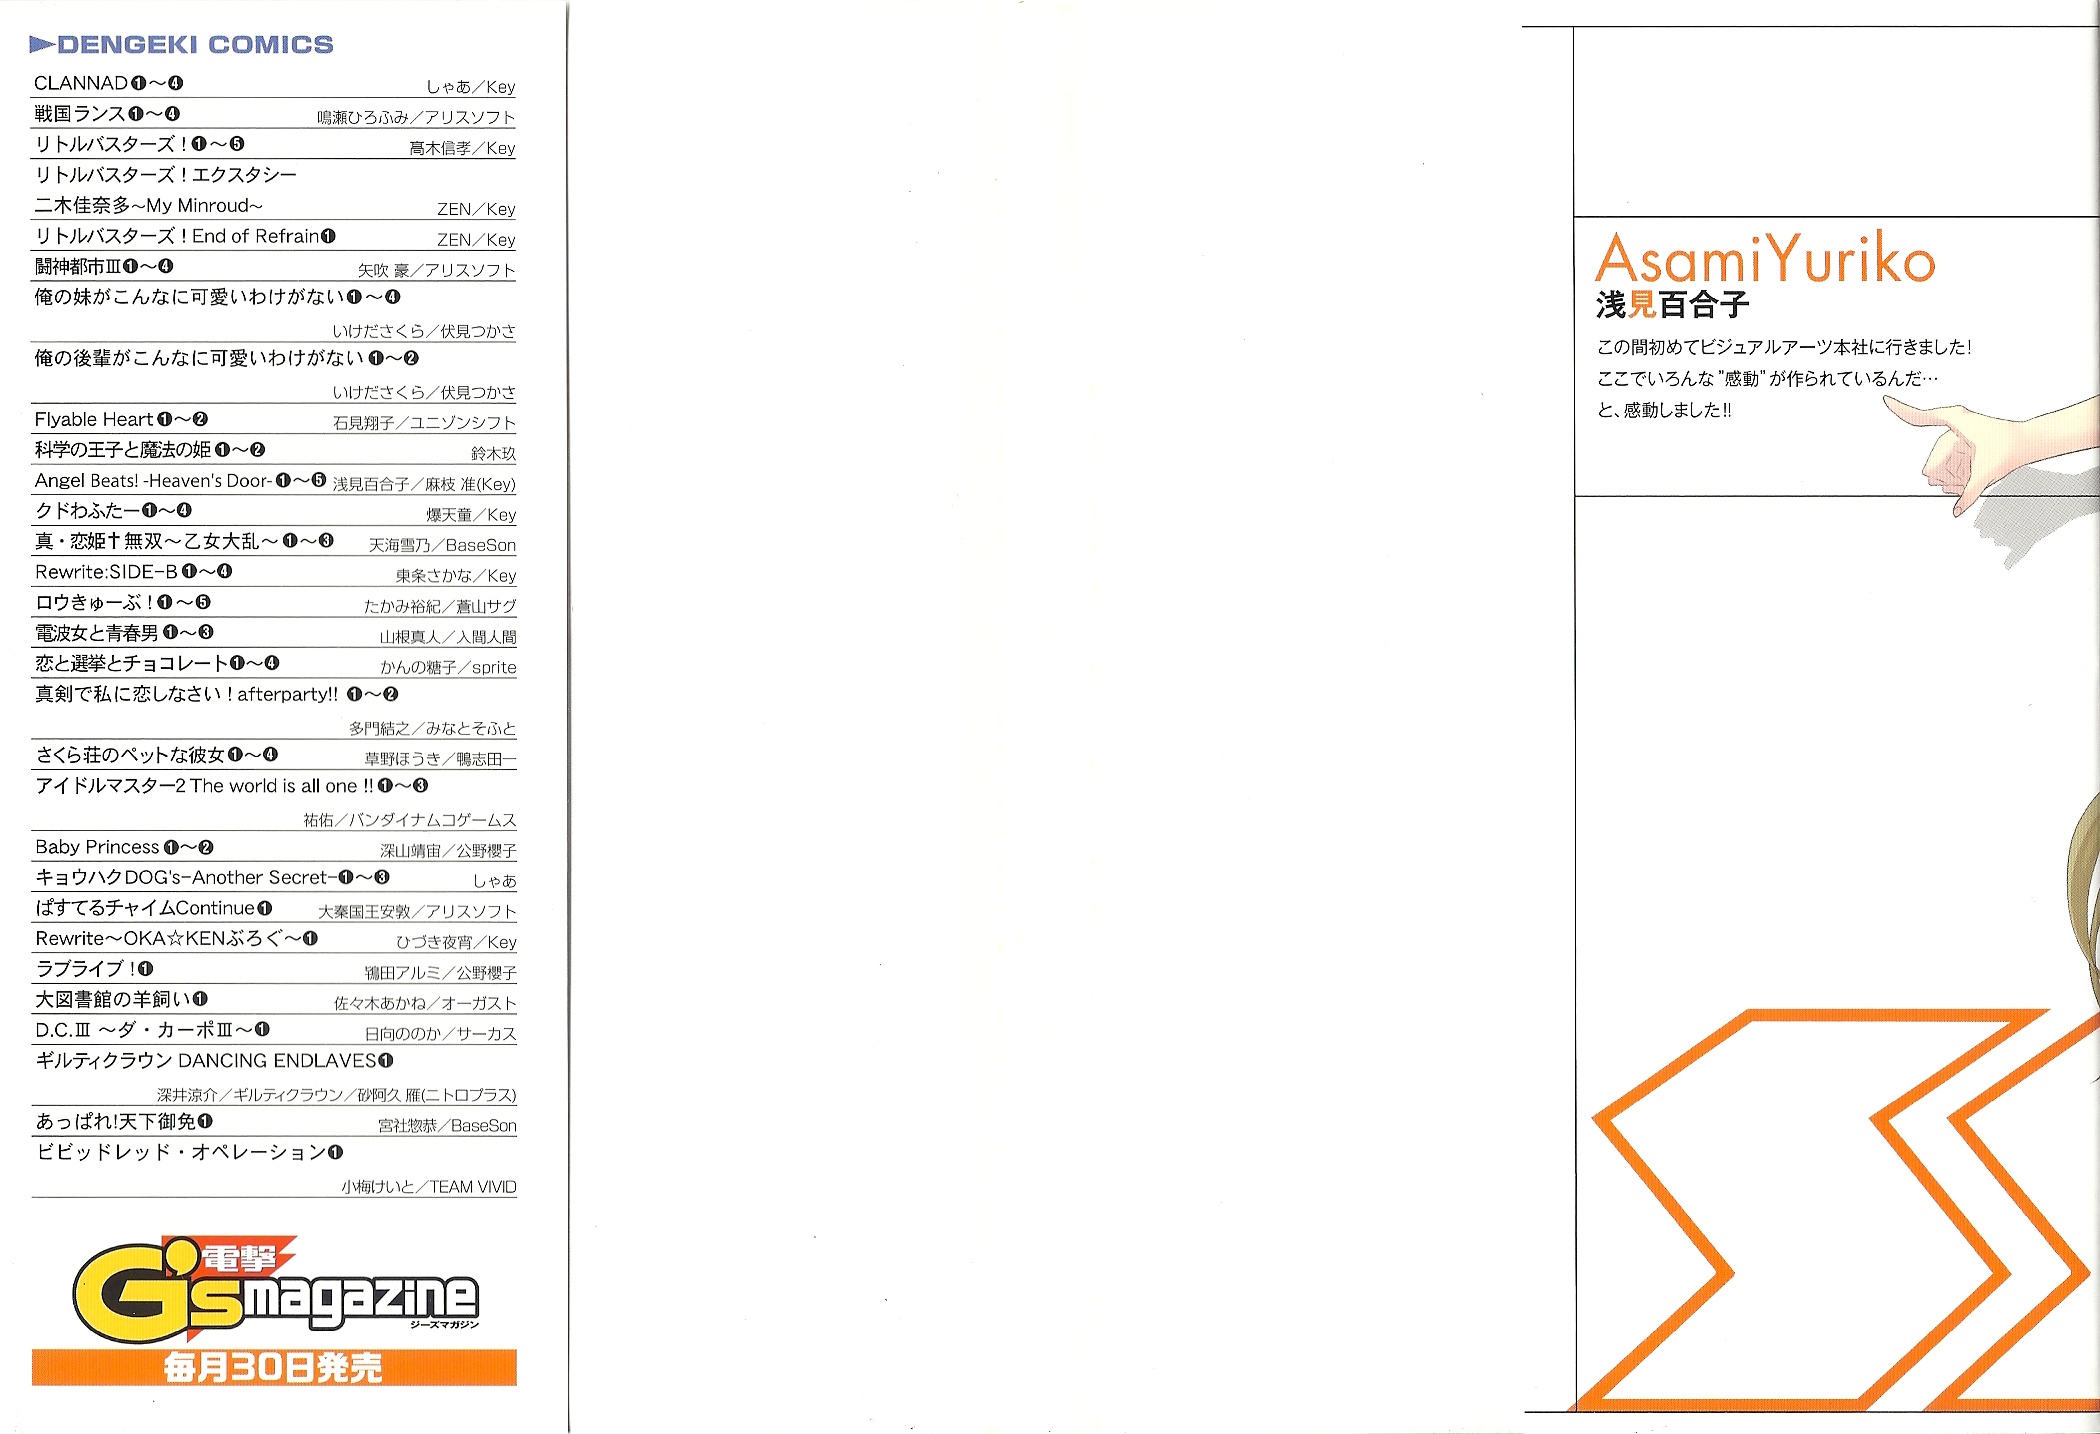 DENGEKI COMICS
CLANNAD❶〜❹ しゃあ／Key
戦国ランス❶〜❹ 鳴瀬ひろふみ／アリスソフト
リトルバスターズ！❶〜❺ 高木信孝／Key
リトルバスターズ！エクスタシー
二木佳奈多~My Minroud~ ZEN／Key
リトルバスターズ！End of Refrain❶ ZEN／Key
闘神都市Ⅲ❶〜❹ 矢吹 豪／アリスソフト
俺の妹がこんなに可愛いわけがない❶〜❹
いけださくら／伏見つかさ
俺の後輩がこんなに可愛いわけがない❶〜❷
いけださくら／伏見つかさ
Flyable Heart❶〜❷ 石見翔子／ユニゾンシフト
科学の王子と魔法の姫❶〜❷ 鈴木玖
Angel Beats! -Heaven's Door-❶〜❺ 浅見百合子／麻枝 准(Key)
クドわふたー❶〜❹ 爆天童／Key
真・恋姫†無双〜乙女大乱〜❶〜❸ 天海雪乃／BaseSon
Rewrite:SIDE-B❶〜❹ 東条さかな／Key
ロウきゅーぶ！❶〜❺ たかみ裕紀／蒼山サグ
電波女と青春男❶〜❸ 山根真人／入間人間
恋と選挙とチョコレート❶〜❹ かんの糖子／sprite
真剣で私に恋しなさい！afterparty!! ❶〜❷
多門結之／みなとそふと
さくら荘のペットな彼女❶〜❹ 草野ほうき／鴨志田一
アイドルマスター2 The world is all one !!❶〜❸
祐佑／バンダイナムコゲームス
Baby Princess❶〜❷ 深山靖宙／公野櫻子
キョウハクDOG's-Another Secret-❶〜❸ しゃあ
ぱすてるチャイムContinue❶ 大秦国王安敦／アリスソフト
Rewrite〜OKA☆KENぶろぐ〜❶ ひづき夜宵／Key
ラブライブ！❶ 鴇田アルミ／公野櫻子
大図書館の羊飼い❶ 佐々木あかね／オーガスト
D.C.Ⅲ 〜ダ・カーポⅢ〜❶ 日向ののか／サーカス
ギルティクラウン DANCING ENDLAVES❶
深井涼介／ギルティクラウン／砂阿久 雁(ニトロプラス)
あっぱれ!天下御免❶ 宮社惣恭／BaseSon
ビビッドレッド・オペレーション❶
小梅けいと／TEAM VIVID
電撃
G'smagazine
ジーズマガジン
毎月30日発売
AsamiYuriko
浅見百合子
この間初めてビジュアルアーツ本社に行きました！
ここでいろんな"感動"が作られているんだ…
と、感動しました!!